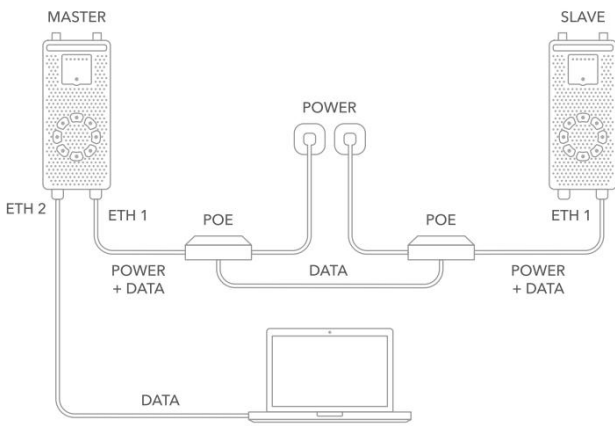 MASTER
SLAVE
POWER
ETH 2
ETH 1
POE
POE
ETH 1
POWER
+ DATA
DATA
POWER
+ DATA
DATA